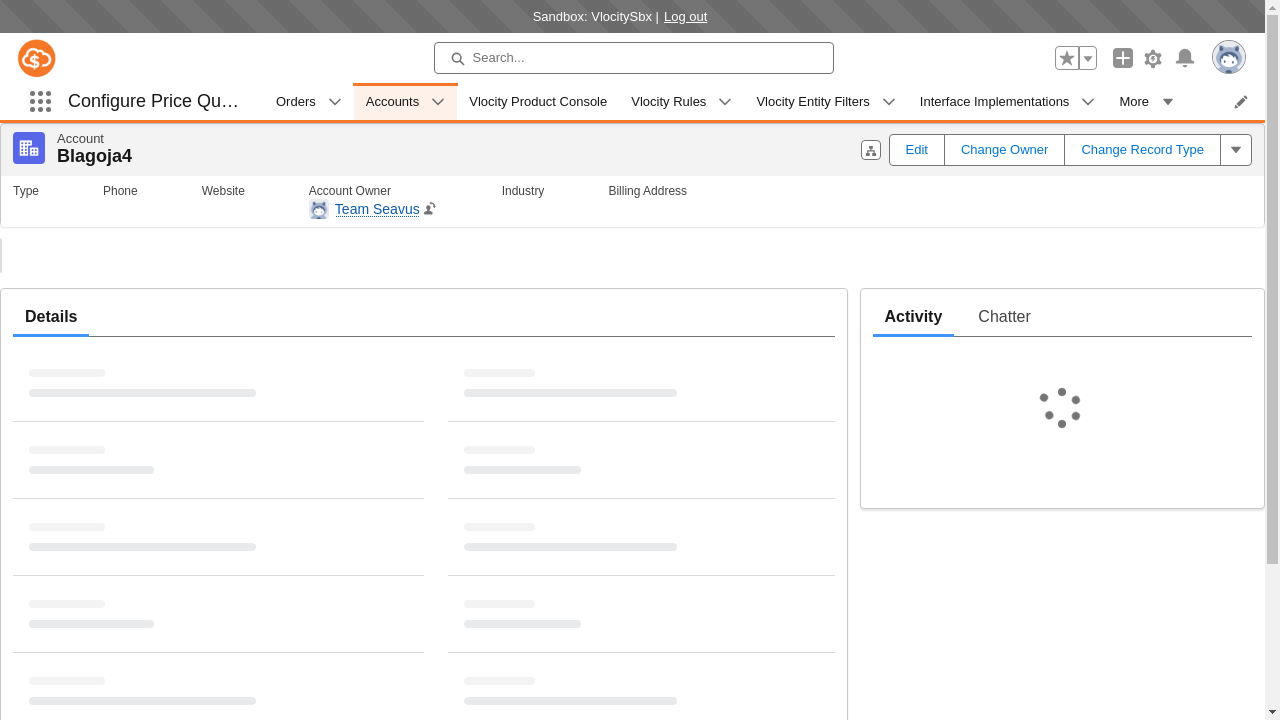 Sandbox: VlocitySbx | Log out
Search...
Configure Price Qu...
Orders
Accounts
Vlocity Product Console
Vlocity Rules
Vlocity Entity Filters
Interface Implementations
More
Account
Blagoja4
Edit
Change Owner
Change Record Type
Type
Phone
Website
Account Owner
Industry
Billing Address
Team Seavus
Details
Activity
Chatter